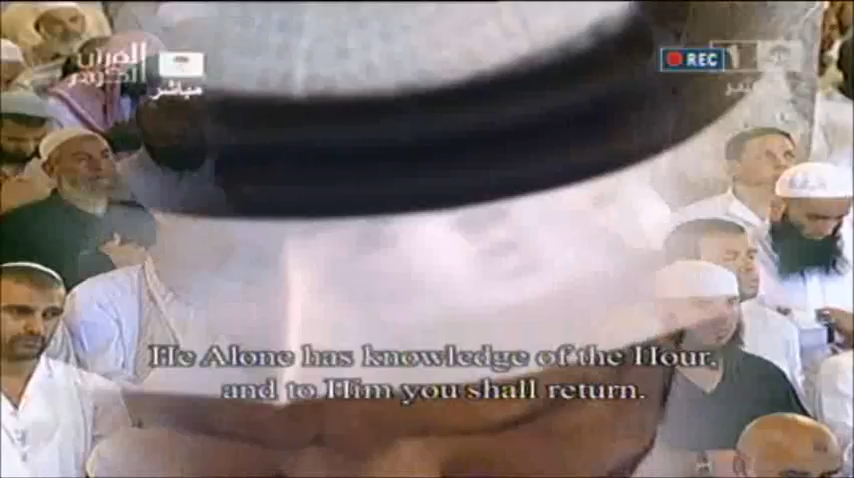 القرآن
الكريم
مباشر
REC
He Alone has knowledge of the Hour,
and to Him you shall return.